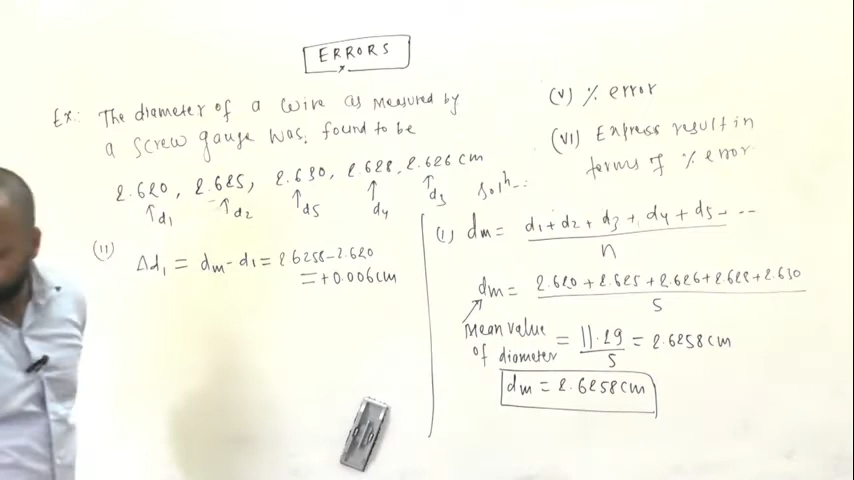 ERRORS
Ex: The diameter of a wire as measured by
a screw gauge was found to be
2.620, 2.625, 2.630, 2.628, 2.626 cm
↑d1 ↑d2 ↑d5 ↑d4 ↑d3
(II) Δd1 = dm - d1 = 2.6258 - 2.620
= +0.006 cm
(V) % error
(VI) Express result in
terms of % error
Soln:
(I) dm = d1 + d2 + d3 + d4 + d5 - --
n
dm = 2.620 + 2.625 + 2.626 + 2.628 + 2.630
5
Mean value
of diameter = 11.29 / 5 = 2.6258 cm
dm = 2.6258 cm